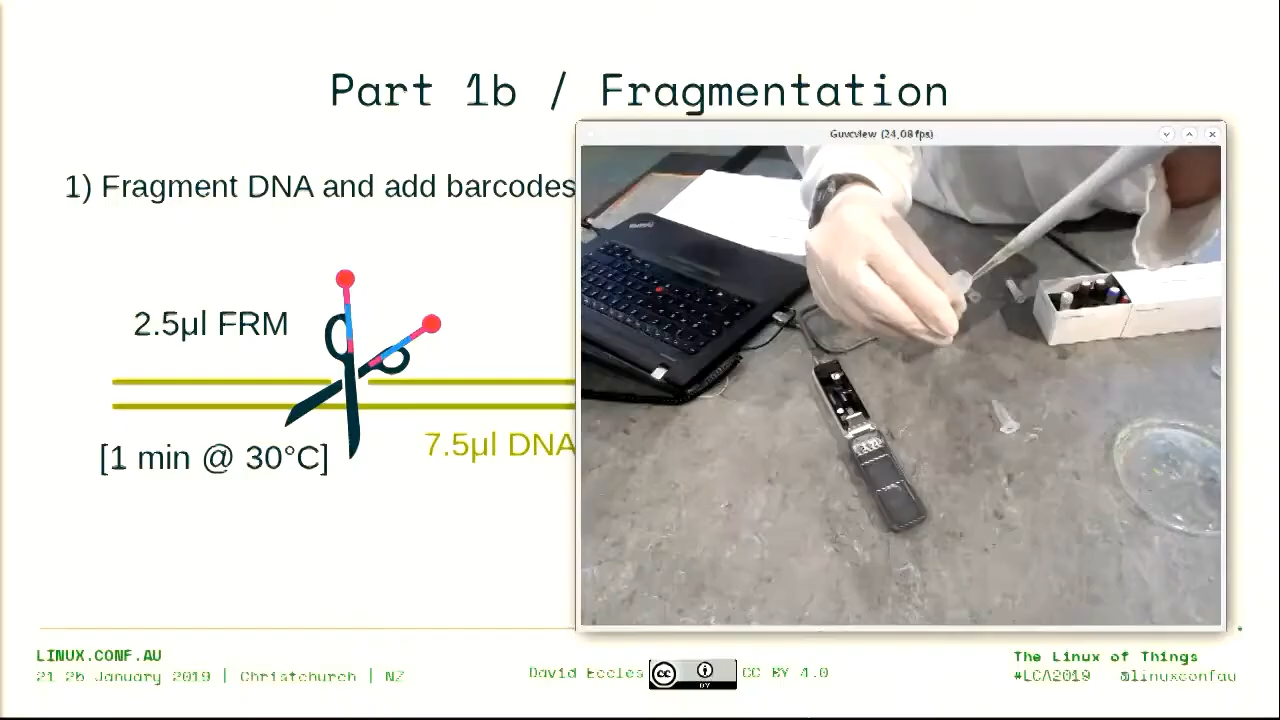 Part 1b / Fragmentation
Guvcview (24,08 fps)
1) Fragment DNA and add barcodes
2.5µl FRM
[1 min @ 30°C]
7.5µl DNA
LINUX.CONF.AU
21 26 January 2019 | Christchurch | NZ
David Eccles
cc
BY
CC BY 4.0
The Linux of Things
#LCA2019 @linuxconfau